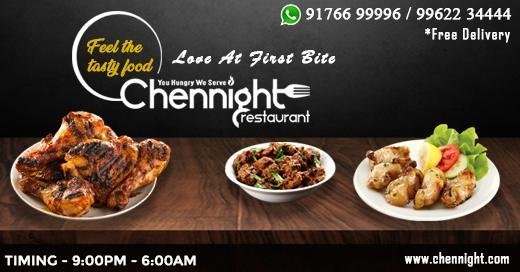 91766 99996 / 99622 34444
*Free Delivery
Feel the
tasty food
Love At First Bite
You Hungry We Serve
Chennight
restaurant
TIMING - 9:00PM - 6:00AM
www.chennight.com